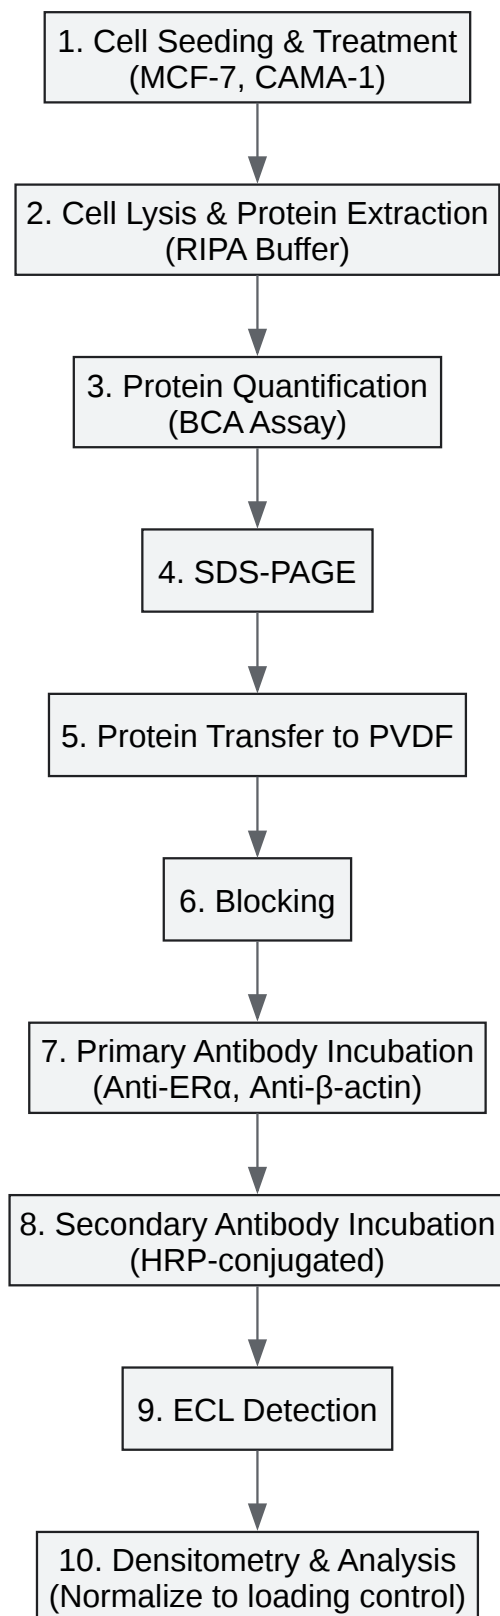 1. Cell Seeding & Treatment
(MCF-7, CAMA-1)
2. Cell Lysis & Protein Extraction
(RIPA Buffer)
3. Protein Quantification
(BCA Assay)
4. SDS-PAGE
5. Protein Transfer to PVDF
6. Blocking
7. Primary Antibody Incubation
(Anti-ERα, Anti-β-actin)
8. Secondary Antibody Incubation
(HRP-conjugated)
9. ECL Detection
10. Densitometry & Analysis
(Normalize to loading control)